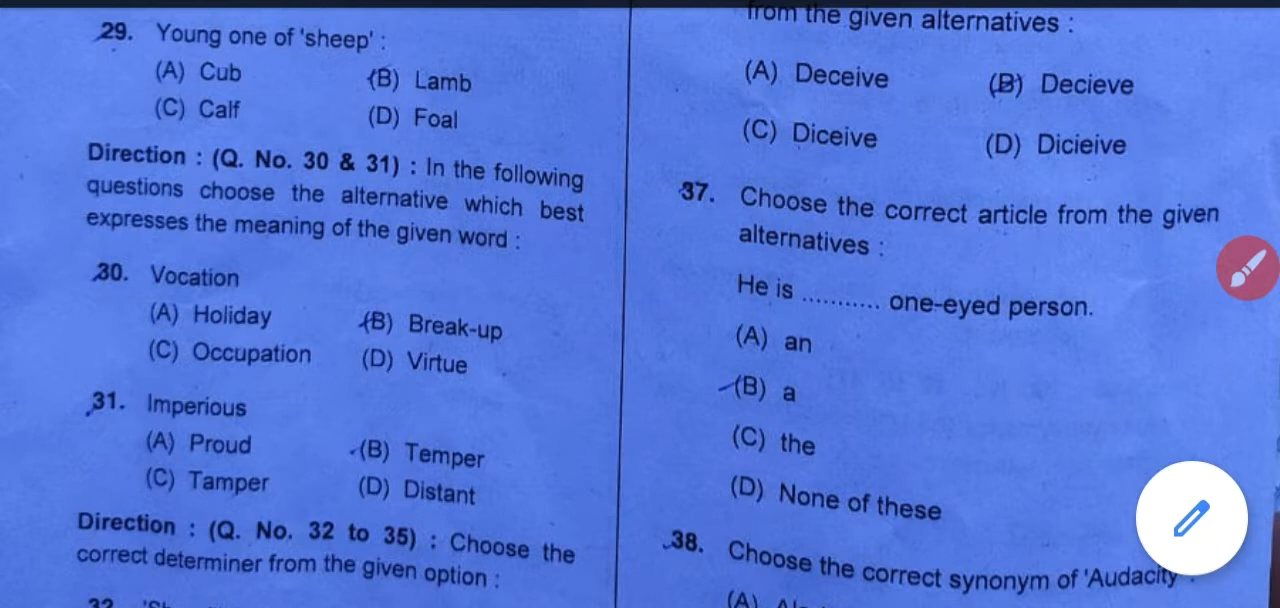 29. Young one of 'sheep' :
(A) Cub (B) Lamb
(C) Calf (D) Foal
Direction : (Q. No. 30 & 31) : In the following
questions choose the alternative which best
expresses the meaning of the given word :
30. Vocation
(A) Holiday (B) Break-up
(C) Occupation (D) Virtue
31. Imperious
(A) Proud (B) Temper
(C) Tamper (D) Distant
Direction : (Q. No. 32 to 35) : Choose the
correct determiner from the given option :
32.
from the given alternatives :
(A) Deceive (B) Decieve
(C) Diceive (D) Dicieive
37. Choose the correct article from the given
alternatives :
He is ........... one-eyed person.
(A) an
(B) a
(C) the
(D) None of these
38. Choose the correct synonym of 'Audacity'
(A)